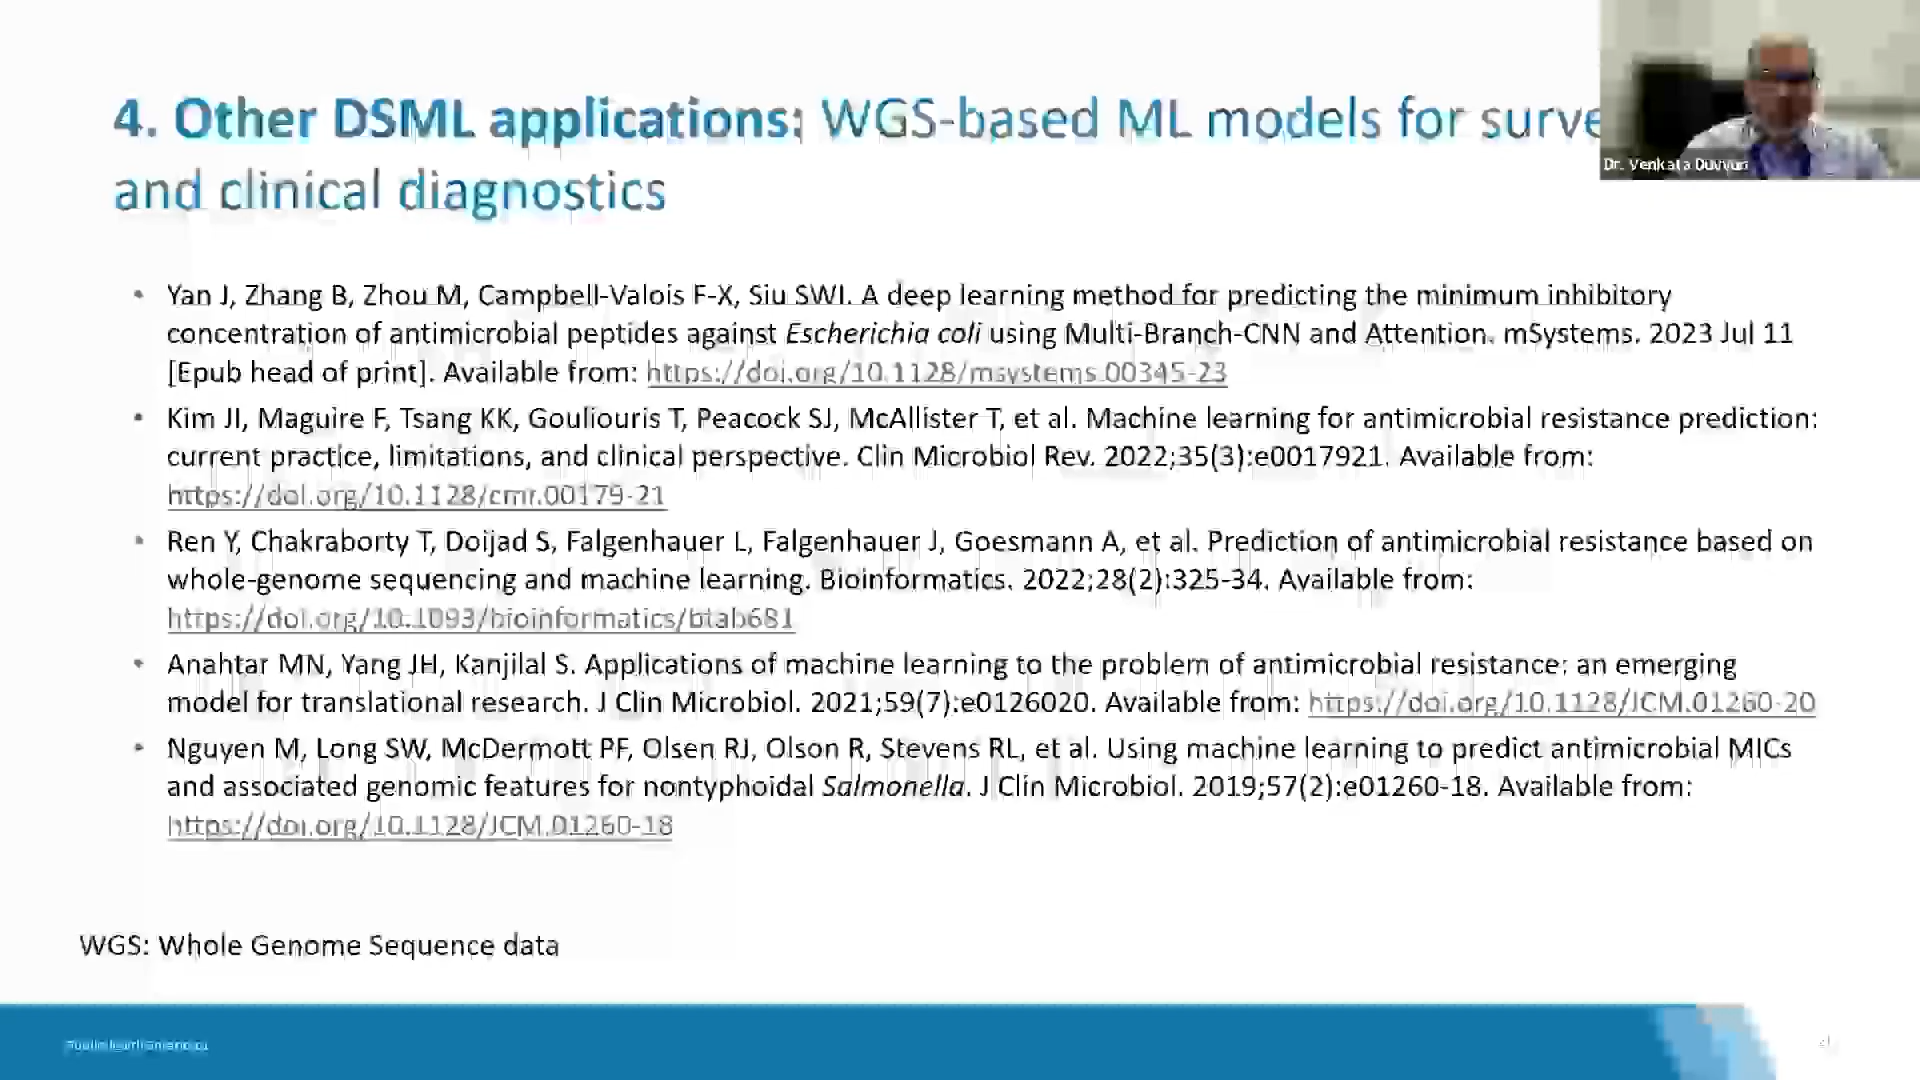 4. Other DSML applications: WGS-based ML models for surve
and clinical diagnostics
Dr. Venkata Duvvuri
• Yan J, Zhang B, Zhou M, Campbell-Valois F-X, Siu SWI. A deep learning method for predicting the minimum inhibitory
concentration of antimicrobial peptides against Escherichia coli using Multi-Branch-CNN and Attention. mSystems. 2023 Jul 11
[Epub head of print]. Available from: https://doi.org/10.1128/msystems.00345-23
• Kim JI, Maguire F, Tsang KK, Gouliouris T, Peacock SJ, McAllister T, et al. Machine learning for antimicrobial resistance prediction:
current practice, limitations, and clinical perspective. Clin Microbiol Rev. 2022;35(3):e0017921. Available from:
https://doi.org/10.1128/cmr.00179-21
• Ren Y, Chakraborty T, Doijad S, Falgenhauer L, Falgenhauer J, Goesmann A, et al. Prediction of antimicrobial resistance based on
whole-genome sequencing and machine learning. Bioinformatics. 2022;28(2):325-34. Available from:
https://doi.org/10.1093/bioinformatics/btab681
• Anahtar MN, Yang JH, Kanjilal S. Applications of machine learning to the problem of antimicrobial resistance: an emerging
model for translational research. J Clin Microbiol. 2021;59(7):e0126020. Available from: https://doi.org/10.1128/JCM.01260-20
• Nguyen M, Long SW, McDermott PF, Olsen RJ, Olson R, Stevens RL, et al. Using machine learning to predict antimicrobial MICs
and associated genomic features for nontyphoidal Salmonella. J Clin Microbiol. 2019;57(2):e01260-18. Available from:
https://doi.org/10.1128/JCM.01260-18
WGS: Whole Genome Sequence data